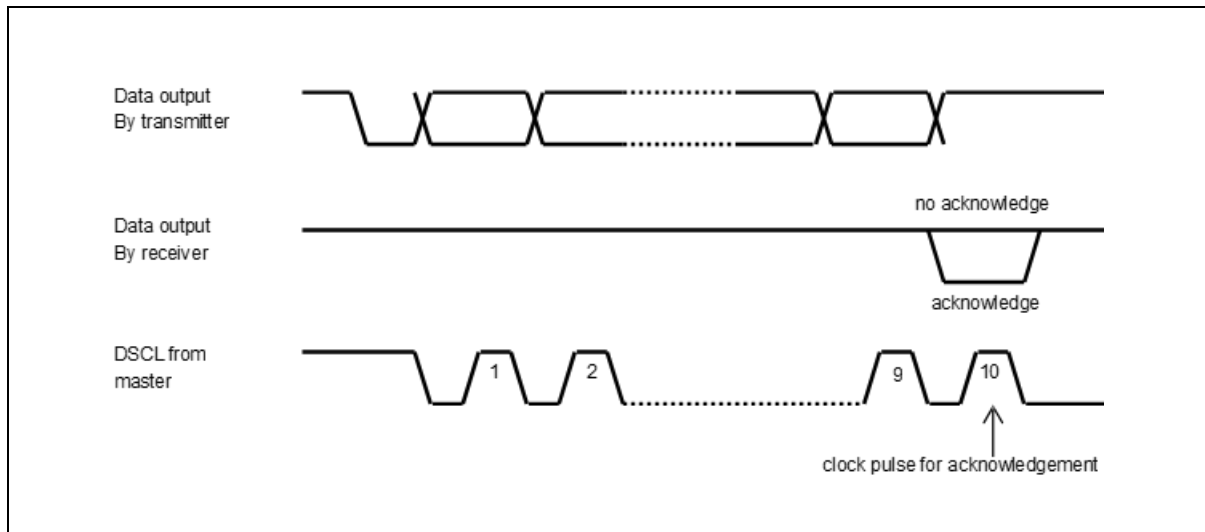 Data output
By transmitter
no acknowledge
Data output
By receiver
acknowledge
DSCL from
master
1
2
9
10
clock pulse for acknowledgement